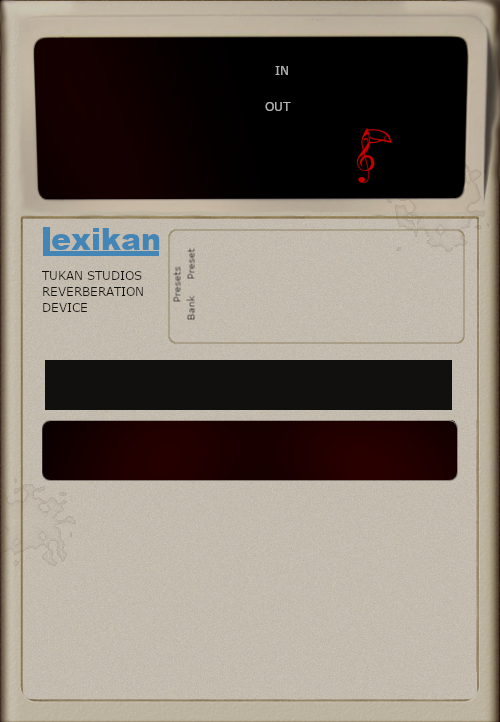 IN
OUT
lexikan
TUKAN STUDIOS
REVERBERATION
DEVICE
Presets
Bank Preset